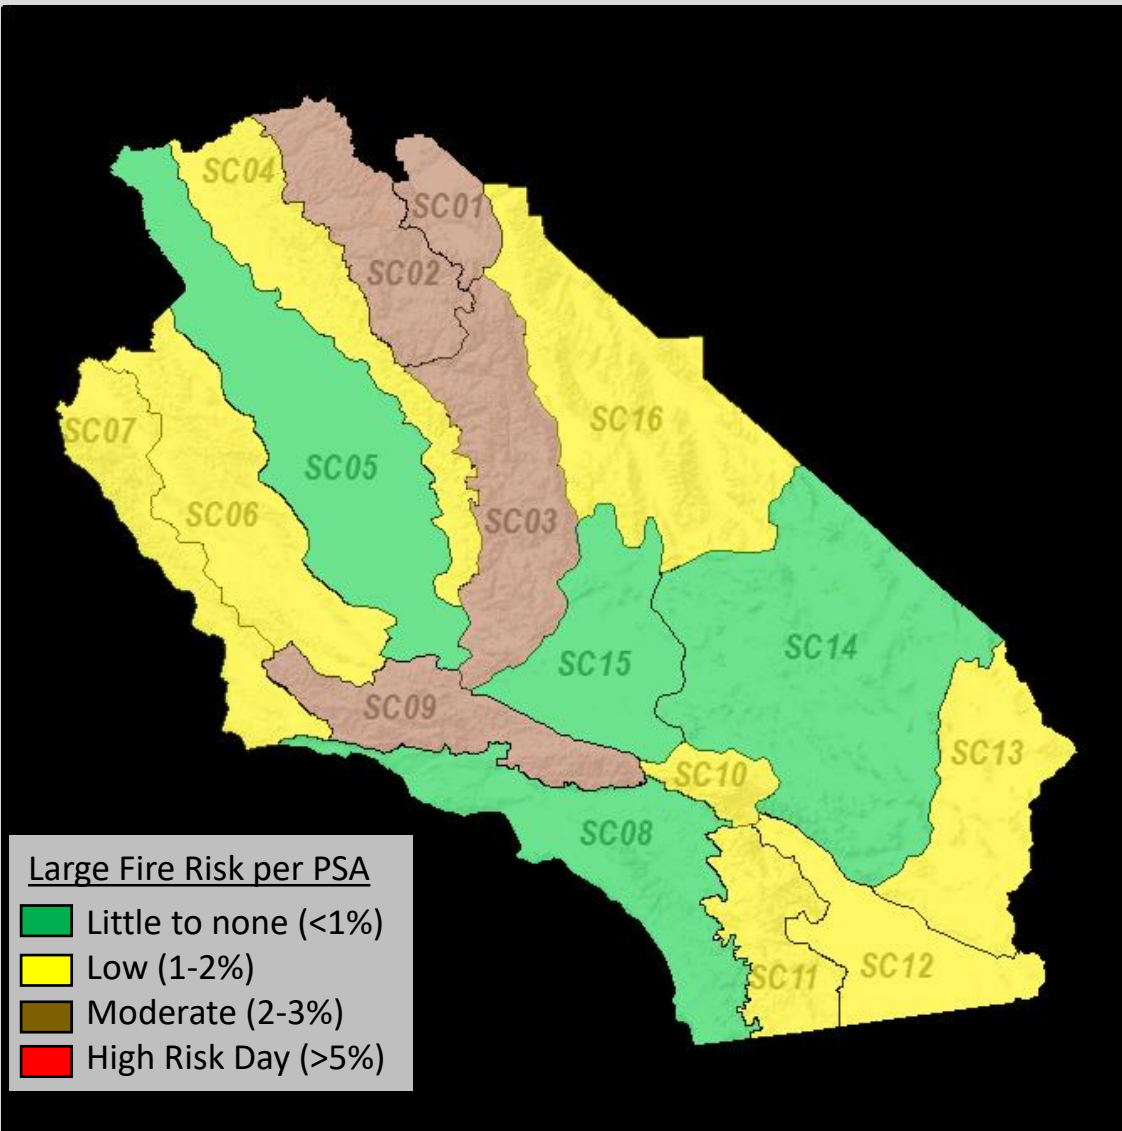 SC04
SC01
SC02
SC16
SC07
SC05
SC06
SC03
SC14
SC15
SC09
SC13
SC10
SC08
SC12
SC11
Large Fire Risk per PSA
Little to none (<1%)
Low (1-2%)
Moderate (2-3%)
High Risk Day (>5%)